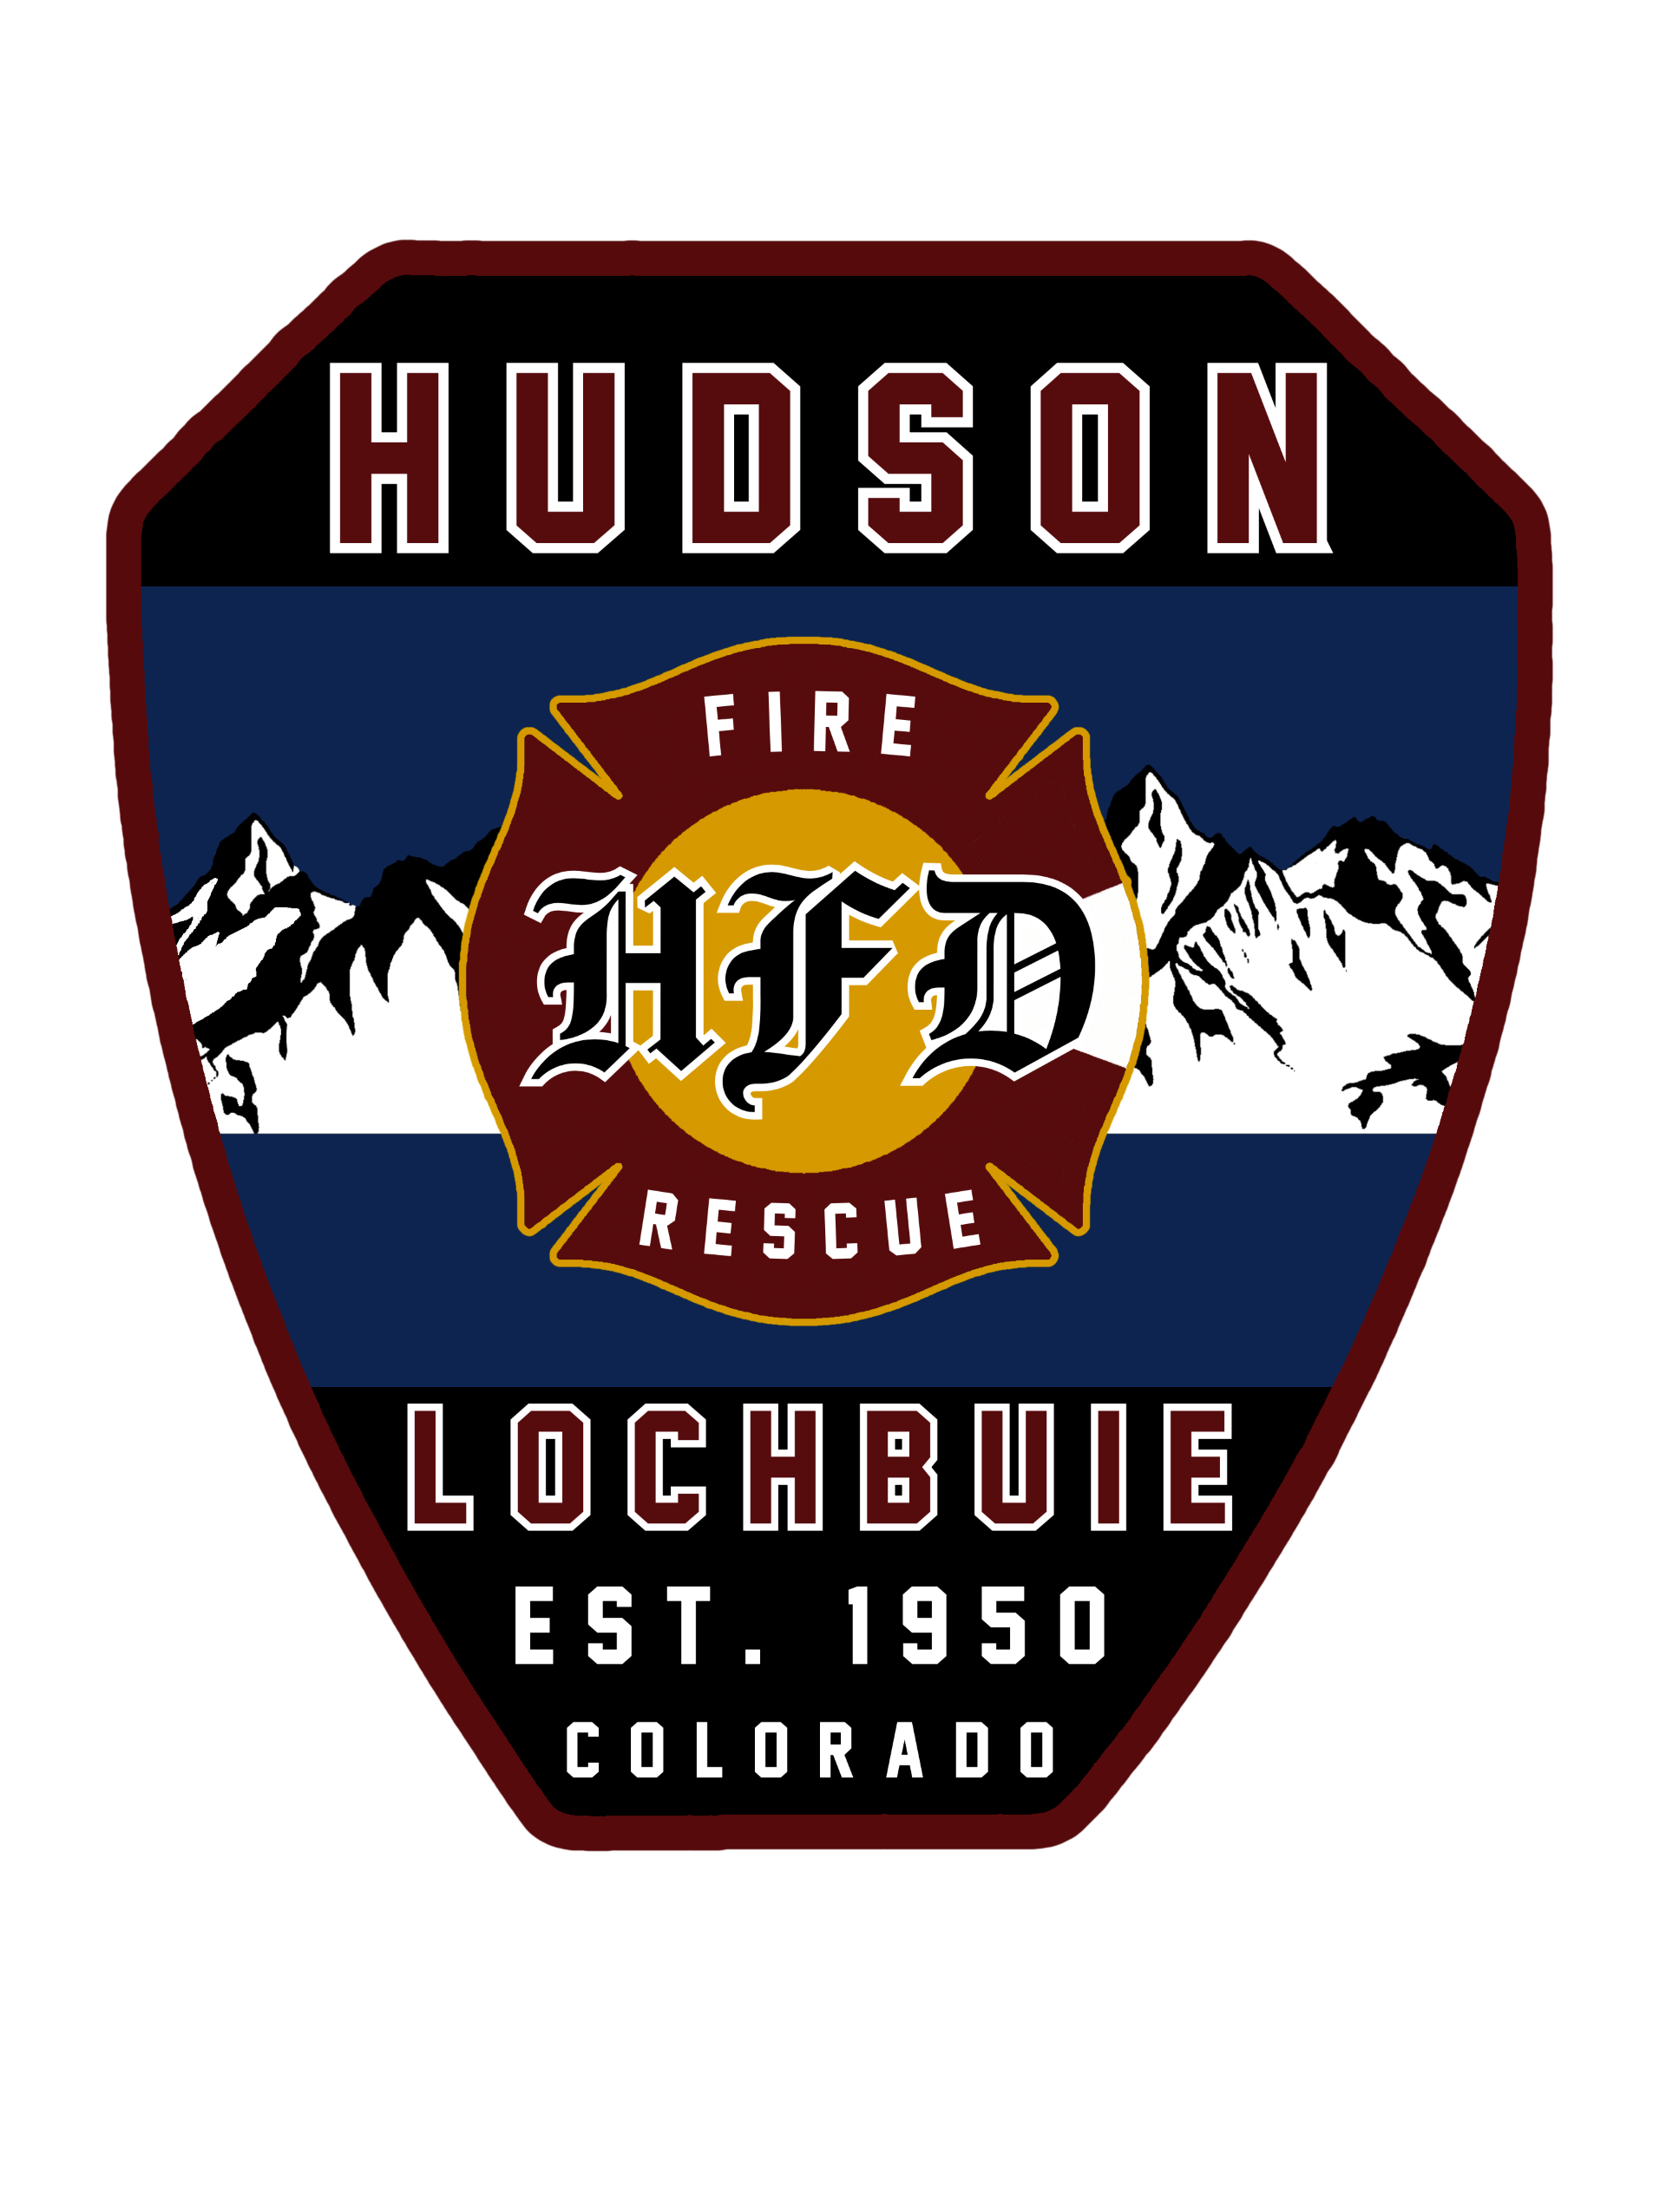 HUDSON
FIRE
HFD
RESCUE
LOCHBUIE
EST. 1950
COLORADO